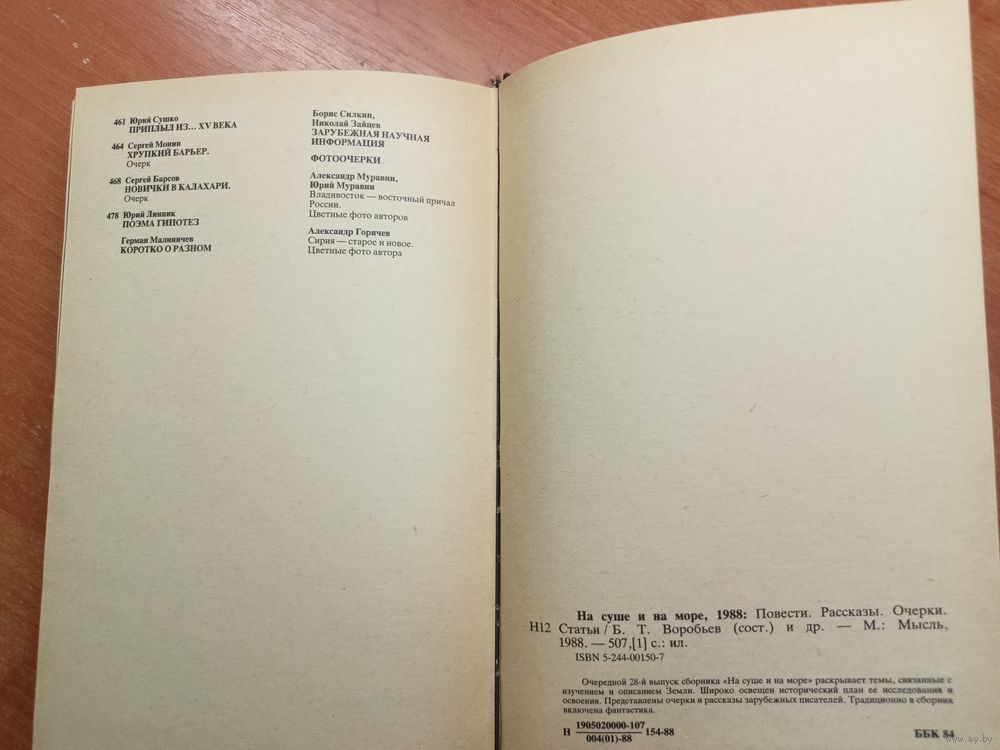 461 Юрий Сушко
ПРИПЛЫЛ ИЗ... XV ВЕКА
464 Сергей Монин
ХРУПКИЙ БАРЬЕР.
Очерк
468 Сергей Барсов
НОВИЧКИ В КАЛАХАРИ.
Очерк
478 Юрий Линник
ПОЭМА ГИПОТЕЗ
Герман Малиничев
КОРОТКО О РАЗНОМ
Борис Силкин,
Николай Зайцев
ЗАРУБЕЖНАЯ НАУЧНАЯ
ИНФОРМАЦИЯ
ФОТООЧЕРКИ
Александр Муравин,
Юрий Муравин
Владивосток — восточный причал
России.
Цветные фото авторов
Александр Горячев
Сирия — старое и новое.
Цветные фото автора
На суше и на море, 1988: Повести. Рассказы. Очерки.
Н12 Статьи / Б. Т. Воробьев (сост.) и др. — М.: Мысль,
1988. — 507,[1] с.: ил.
ISBN 5-244-00150-7
Очередной 28-й выпуск сборника «На суше и на море» раскрывает темы, связанные с
изучением и описанием Земли. Широко освещен исторический план ее исследования и
освоения. Представлены очерки и рассказы зарубежных писателей. Традиционно в сборник
включена фантастика.
Н 1905020000-107 154-88
004(01)-88
ББК 84
www.ay.by